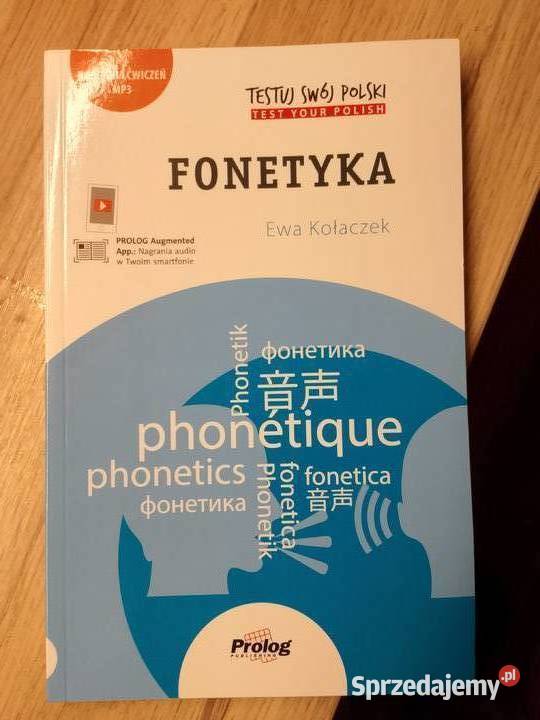 ĆWICZEŃ
MP3
TESTUJ SWÓJ POLSKI
TEST YOUR POLISH
FONETYKA
Ewa Kołaczek
PROLOG Augmented
App.: Nagrania audio
w Twoim smartfonie
Phonetik
фонетика
音声
phonétique
phonetics
Phonetik
fonetica
fonetica
фонетика
音声
Prolog
PUBLISHING
Sprzedajemy.pl